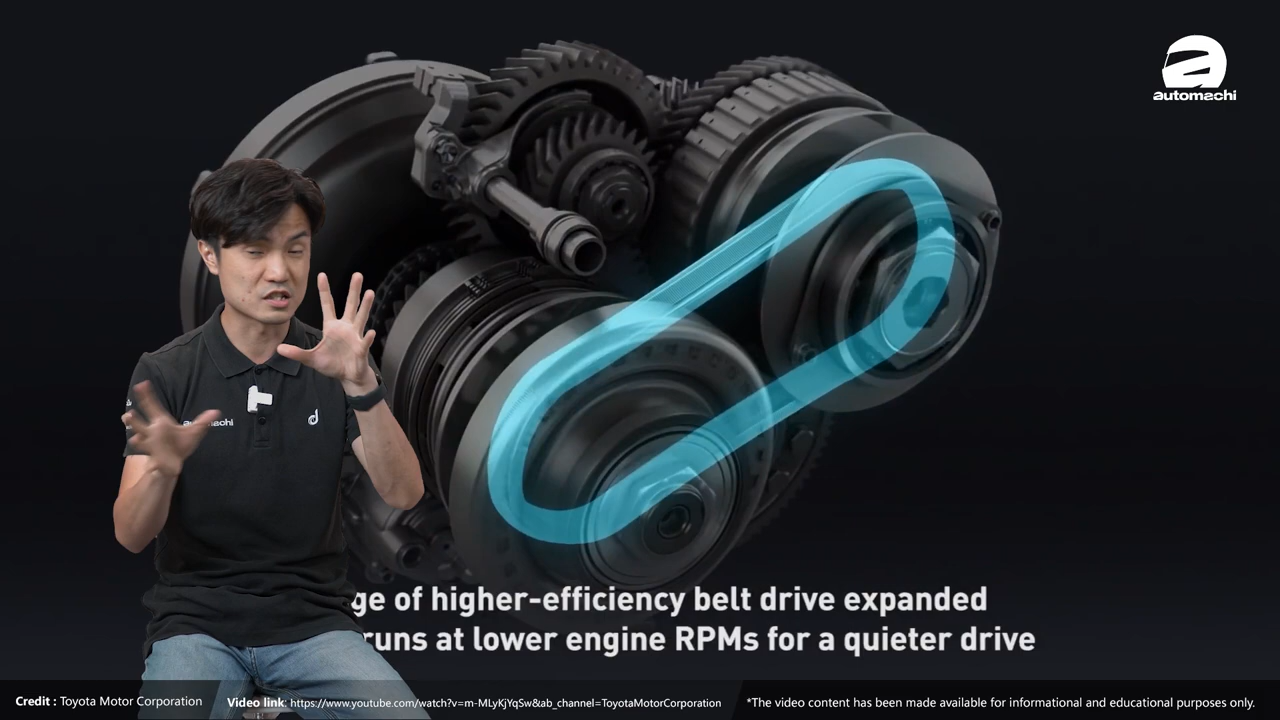 automachi
ge of higher-efficiency belt drive expanded
runs at lower engine RPMs for a quieter drive
Credit : Toyota Motor Corporation
Video link: https://www.youtube.com/watch?v=m-MLyKjYqSw&ab_channel=ToyotaMotorCorporation
*The video content has been made available for informational and educational purposes only.